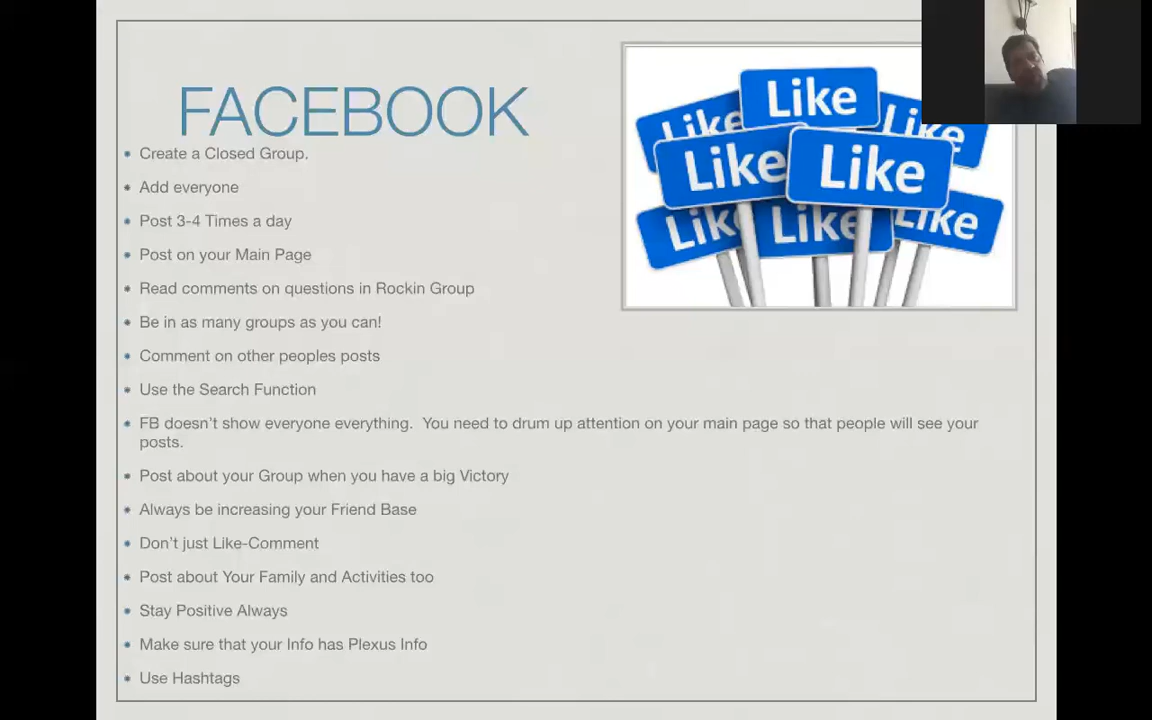 FACEBOOK
Create a Closed Group.
Add everyone
Post 3-4 Times a day
Post on your Main Page
Read comments on questions in Rockin Group
Be in as many groups as you can!
Comment on other peoples posts
Use the Search Function
FB doesn't show everyone everything.  You need to drum up attention on your main page so that people will see your
posts.
Post about your Group when you have a big Victory
Always be increasing your Friend Base
Don't just Like-Comment
Post about Your Family and Activities too
Stay Positive Always
Make sure that your Info has Plexus Info
Use Hashtags
Like
Like
Like
Like
Like
Like
Like
Like